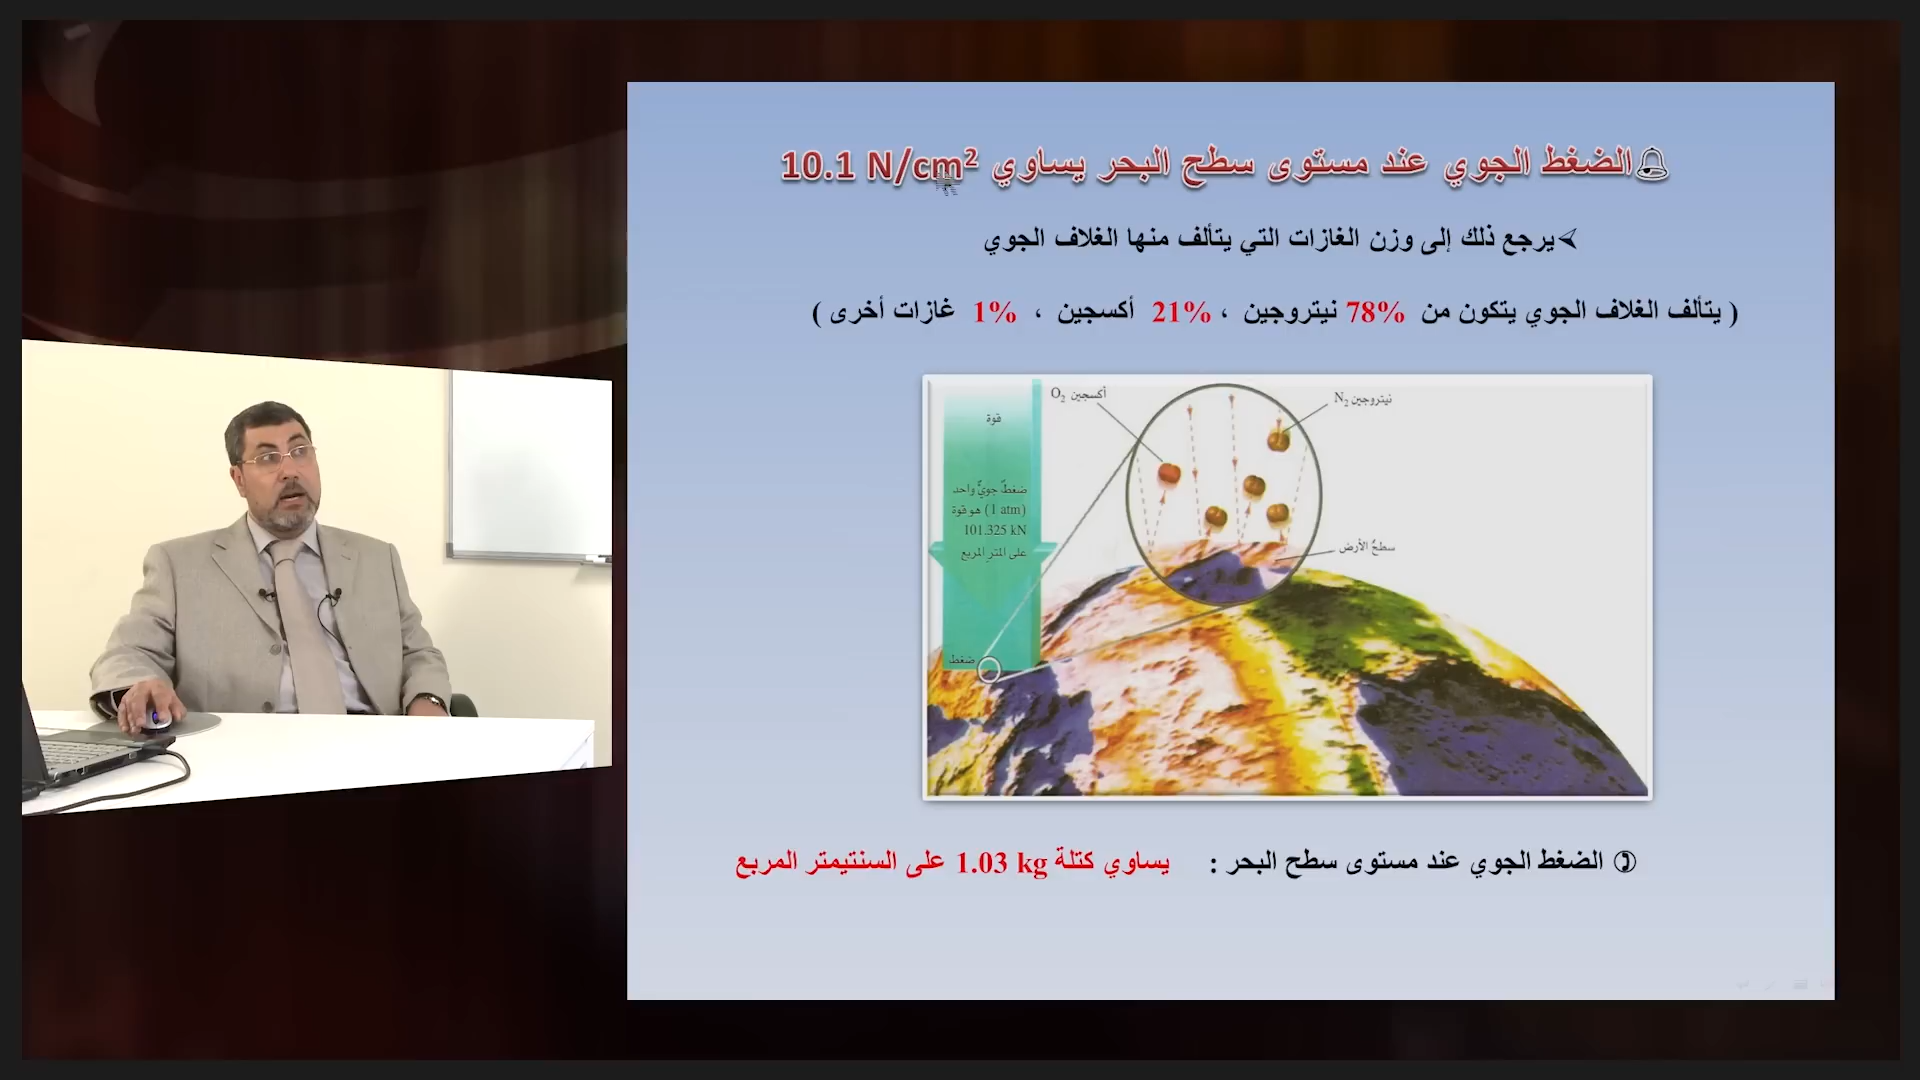 الضغط الجوي عند مستوى سطح البحر يساوي 10.1 N/cm²
يرجع ذلك إلى وزن الغازات التي يتألف منها الغلاف الجوي
( يتألف الغلاف الجوي يتكون من 78% نيتروجين ، 21% أكسجين ، 1% غازات أخرى )
نيتروجين N₂
أكسجين O₂
قوة
ضغطٌ جويٌّ واحد
(1 atm) هو قوة
101.325 kN
على المتر المربع
سطحُ الأرض
ضغط
الضغط الجوي عند مستوى سطح البحر : يساوي كتلة 1.03 kg على السنتيمتر المربع